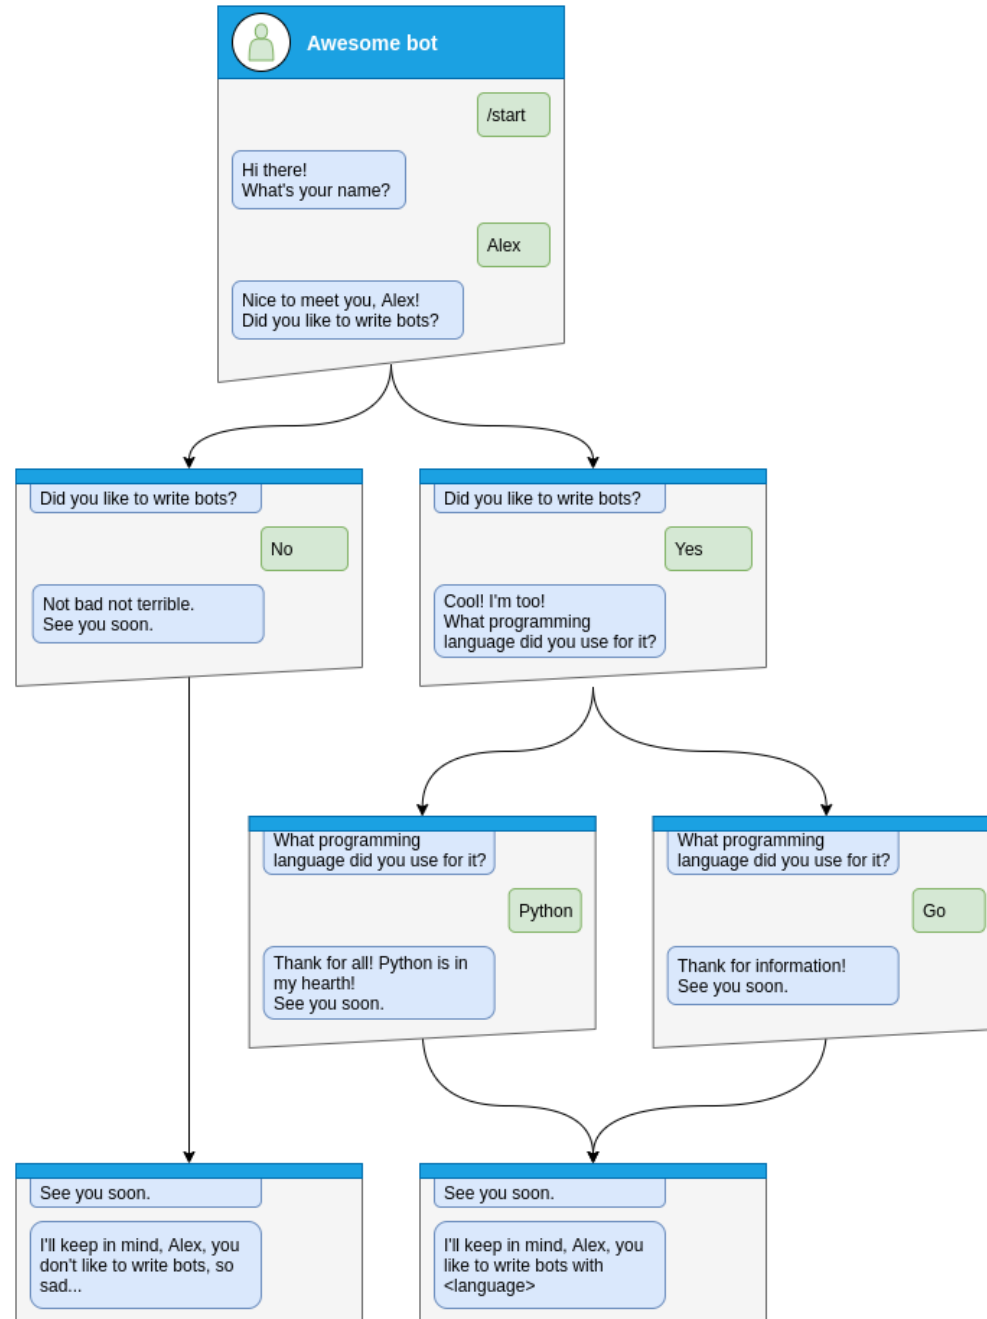 Awesome bot
/start
Hi there!
What's your name?
Alex
Nice to meet you, Alex!
Did you like to write bots?
Did you like to write bots?
No
Not bad not terrible.
See you soon.
Did you like to write bots?
Yes
Cool! I'm too!
What programming
language did you use for it?
What programming
language did you use for it?
Python
Thank for all! Python is in
my hearth!
See you soon.
What programming
language did you use for it?
Go
Thank for information!
See you soon.
See you soon.
I'll keep in mind, Alex, you
don't like to write bots, so
sad...
See you soon.
I'll keep in mind, Alex, you
like to write bots with
<language>